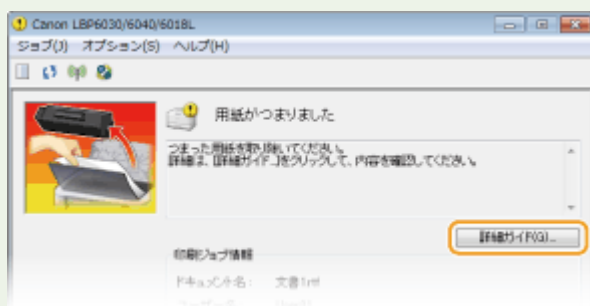 Canon LBP6030/6040/6018L
ジョブ(J) オプション(S) ヘルプ(H)
用紙がつまりました
つまった用紙を取り除いてください。
詳細は、[詳細ガイド...]をクリックして、内容を確認してください。
詳細ガイド(G)...
印刷ジョブ情報
ドキュメント名: 文書1.rtf